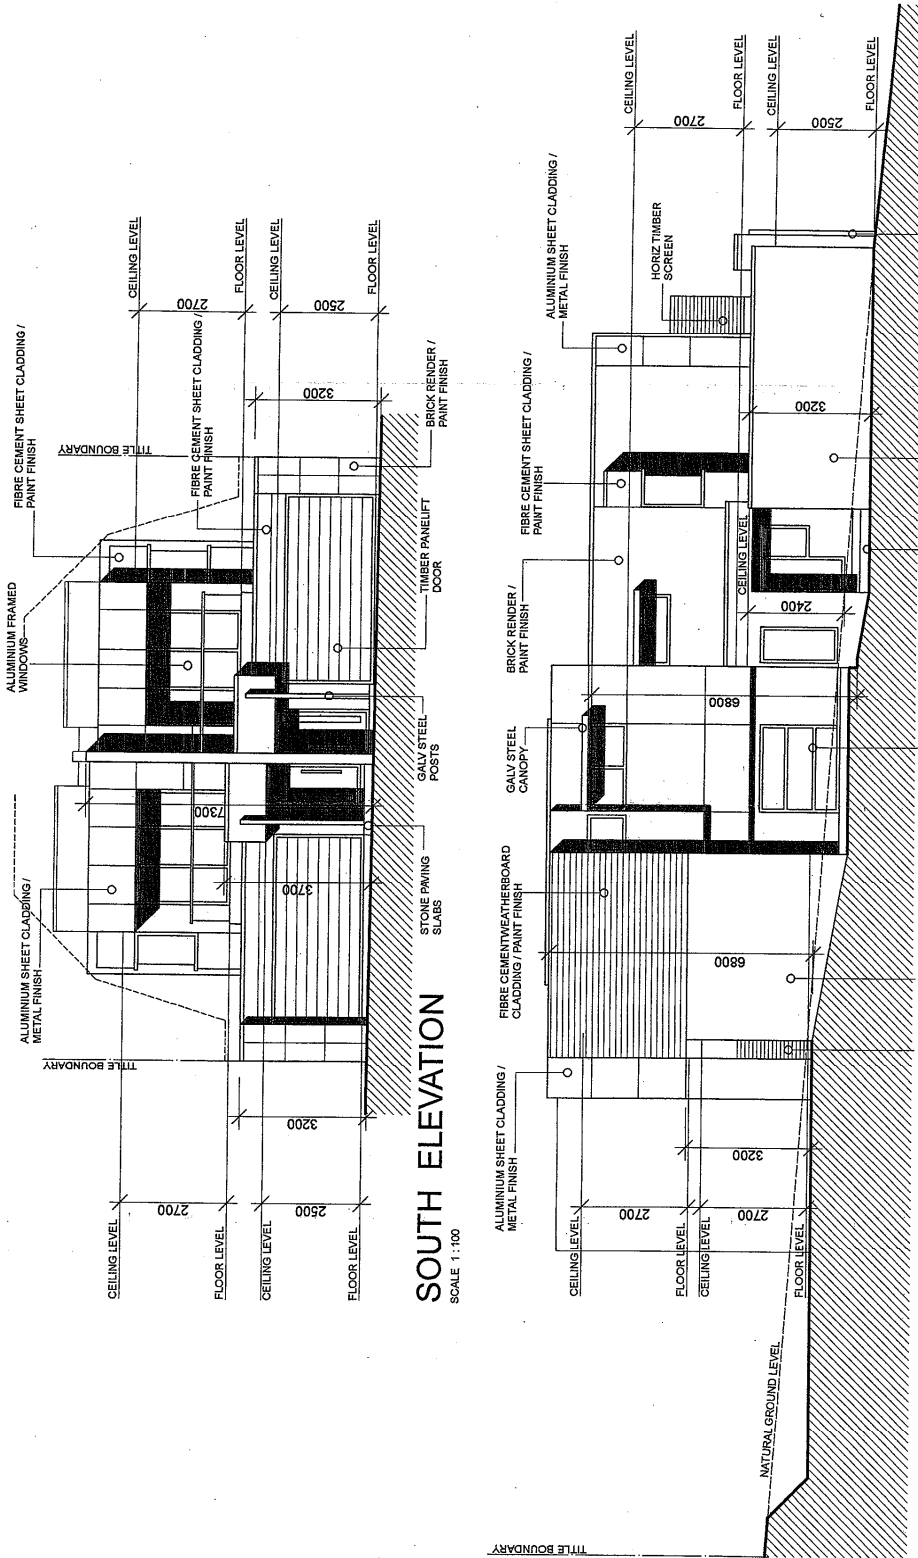 ALUMINIUM SHEET CLADDING /
METAL FINISH
ALUMINIUM FRAMED
WINDOWS
FIBRE CEMENT SHEET CLADDING /
PAINT FINISH
TITLE BOUNDARY
TITLE BOUNDARY
FIBRE CEMENT SHEET CLADDING /
PAINT FINISH
CEILING LEVEL
2700
FLOOR LEVEL
CEILING LEVEL
2500
FLOOR LEVEL
3200
7300
3700
3200
CEILING LEVEL
2700
FLOOR LEVEL
CEILING LEVEL
2500
FLOOR LEVEL
STONE PAVING
SLABS
GALV STEEL
POSTS
TIMBER PANELIFT
DOOR
BRICK RENDER /
PAINT FINISH
SOUTH ELEVATION
SCALE 1 : 100
ALUMINIUM SHEET CLADDING /
METAL FINISH
FIBRE CEMENTWEATHERBOARD
CLADDING / PAINT FINISH
GALV STEEL
CANOPY
BRICK RENDER /
PAINT FINISH
FIBRE CEMENT SHEET CLADDING /
PAINT FINISH
ALUMINIUM SHEET CLADDING /
METAL FINISH
HORIZ TIMBER
SCREEN
CEILING LEVEL
2700
FLOOR LEVEL
CEILING LEVEL
2700
FLOOR LEVEL
3200
6800
6800
CEILING LEVEL
2400
3200
CEILING LEVEL
2700
FLOOR LEVEL
CEILING LEVEL
2500
FLOOR LEVEL
NATURAL GROUND LEVEL
TITLE BOUNDARY